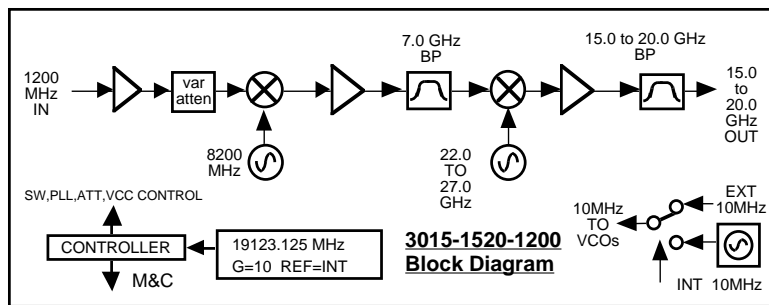 7.0 GHz
BP
15.0 to 20.0 GHz
BP
1200
MHz
IN
var
atten
15.0
to
20.0
GHz
OUT
8200
MHz
22.0
TO
27.0
GHz
SW,PLL,ATT,VCC CONTROL
CONTROLLER
M&C
19123.125 MHz
G=10 REF=INT
3015-1520-1200
Block Diagram
10MHz
TO
VCOs
EXT
10MHz
INT 10MHz